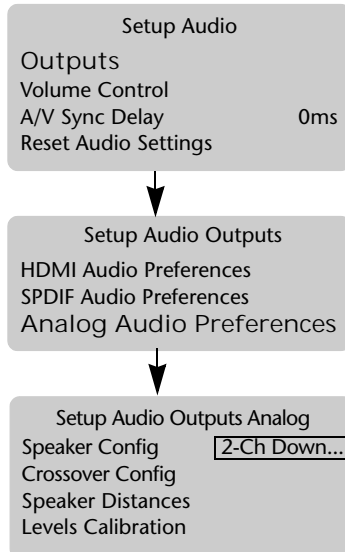 Setup Audio
Outputs
Volume Control
A/V Sync Delay 0ms
Reset Audio Settings
Setup Audio Outputs
HDMI Audio Preferences
SPDIF Audio Preferences
Analog Audio Preferences
Setup Audio Outputs Analog
Speaker Config 2-Ch Down...
Crossover Config
Speaker Distances
Levels Calibration